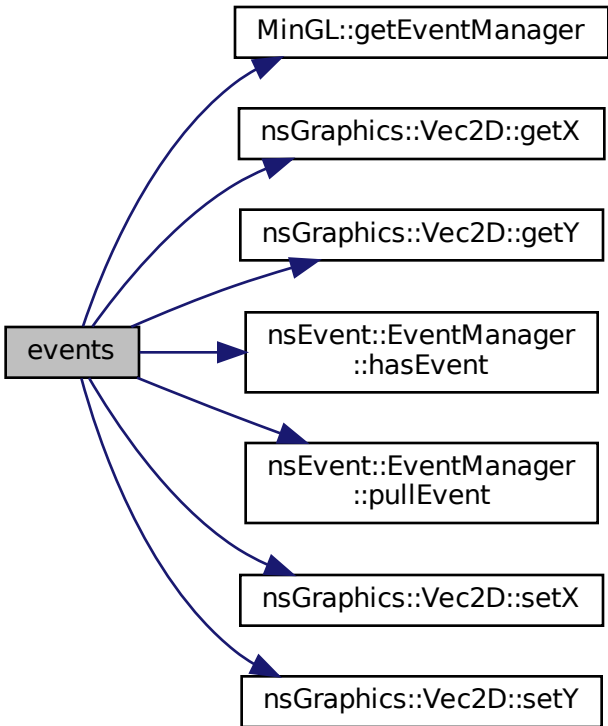 MinGL::getEventManager
nsGraphics::Vec2D::getX
nsGraphics::Vec2D::getY
events
nsEvent::EventManager
::hasEvent
nsEvent::EventManager
::pullEvent
nsGraphics::Vec2D::setX
nsGraphics::Vec2D::setY